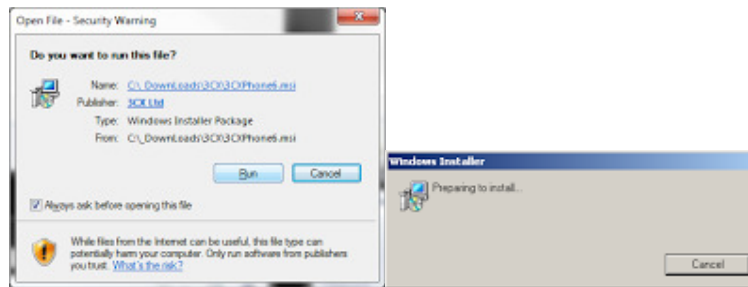 Open File - Security Warning
Do you want to run this file?
Name: C:\_DownLoads\3CX\3CXPhone6.msi
Publisher: 3CX Ltd
Type: Windows Installer Package
From: C:\_DownLoads\3CX\3CXPhone6.msi
Run Cancel
Always ask before opening this file
While files from the Internet can be useful, this file type can
potentially harm your computer. Only run software from publishers
you trust. What's the risk?
Windows Installer
Preparing to install...
Cancel